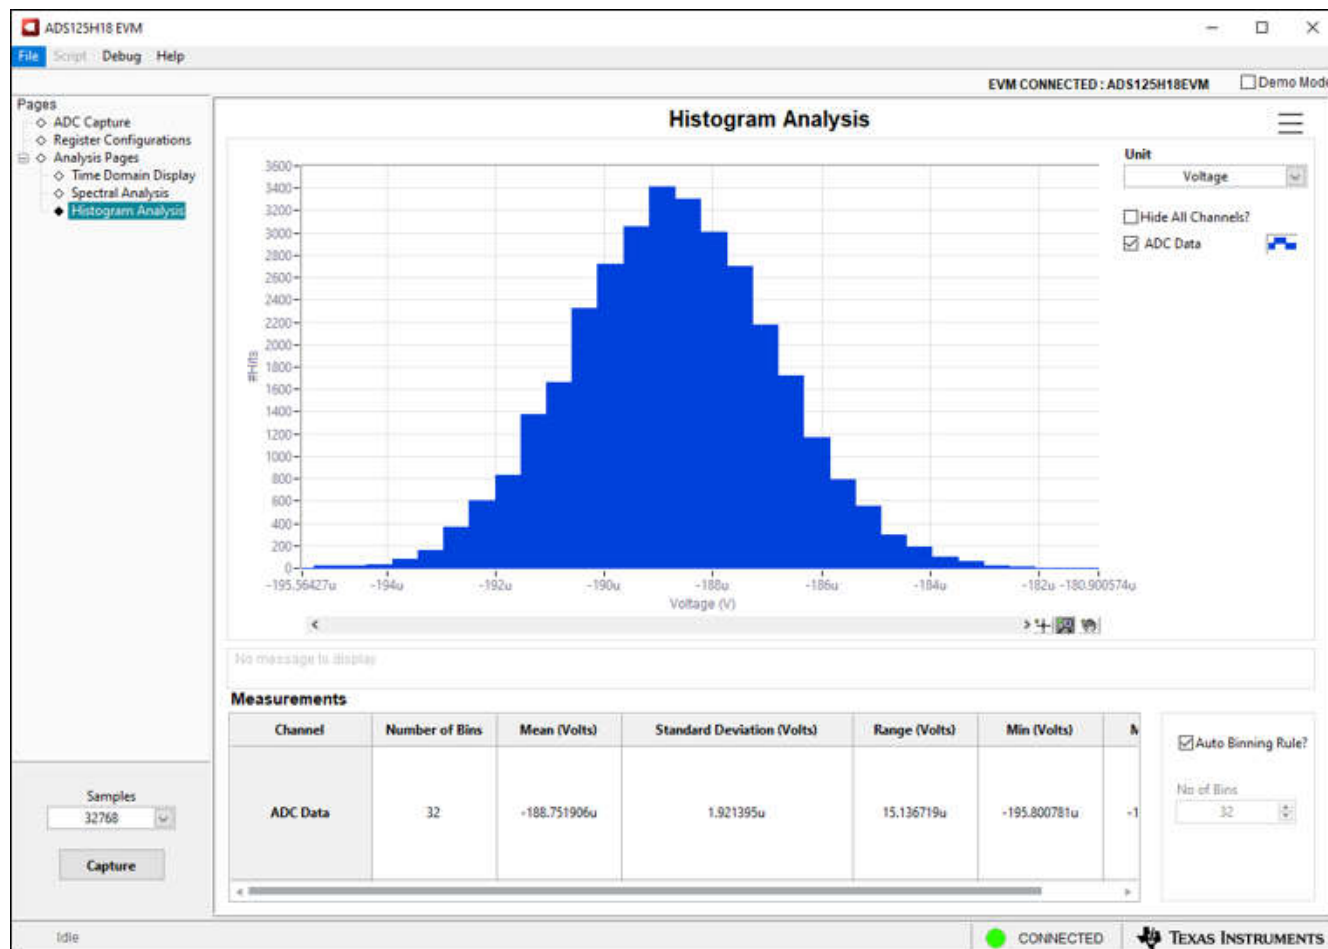 ADS125H18 EVM
File Script Debug Help
EVM CONNECTED : ADS125H18EVM Demo Mode
Pages
ADC Capture
Register Configurations
Analysis Pages
Time Domain Display
Spectral Analysis
Histogram Analysis
Samples
32768
Capture
Histogram Analysis
3600
3400
3200
3000
2800
2600
2400
2200
2000
1800
1600
1400
1200
1000
800
600
400
200
0
#Hits
-195.56427u -194u -192u -190u -188u -186u -184u -182u -180.900574u
Voltage (V)
Unit
Voltage
Hide All Channels?
ADC Data
No message to display
Measurements
Channel Number of Bins Mean (Volts) Standard Deviation (Volts) Range (Volts) Min (Volts) M
ADC Data 32 -188.751906u 1.921395u 15.136719u -195.800781u -1
Auto Binning Rule?
No of Bins
32
Idle CONNECTED TEXAS INSTRUMENTS